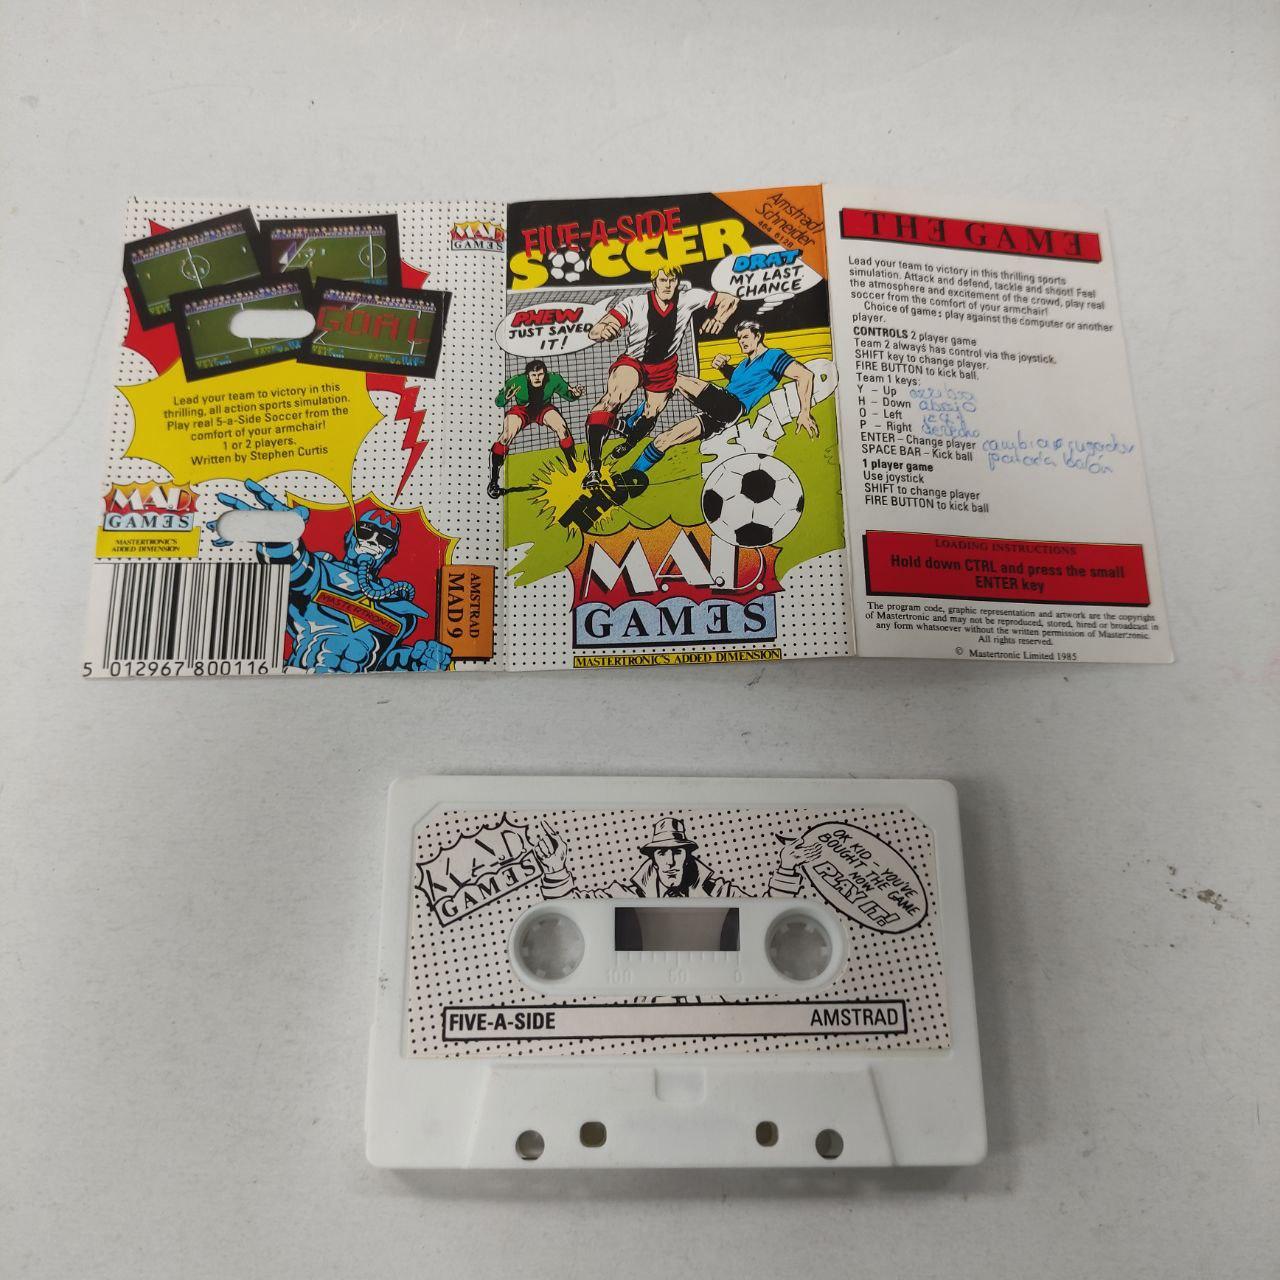 GOAL
Lead your team to victory in this
thrilling, all action sports simulation.
Play real 5-a-Side Soccer from the
comfort of your armchair!
1 or 2 players.
Written by Stephen Curtis
M.A.D.
GAMES
MASTERTRONIC'S
ADDED DIMENSION
MASTERTRONIC
5 012967 800116
M.A.D.
GAMES
AMSTRAD
MAD 9
FIVE-A-SIDE
SOCCER
Amstrad/
Schneider
464 6128
DRAT
MY LAST
CHANCE
PHEW
JUST SAVED
IT!
SKID
THUD
M.A.D.
GAMES
MASTERTRONIC'S ADDED DIMENSION
THE GAME
Lead your team to victory in this thrilling sports
simulation. Attack and defend, tackle and shoot! Feel
the atmosphere and excitement of the crowd, play real
soccer from the comfort of your armchair!
Choice of game: play against the computer or another
player.
CONTROLS 2 player game
Team 2 always has control via the joystick.
SHIFT key to change player.
FIRE BUTTON to kick ball.
Team 1 keys:
Y – Up
H – Down abajo
O – Left
P – Right derecho
ENTER – Change player cambiar jugador
SPACE BAR – Kick ball patada balón
1 player game
Use joystick
SHIFT to change player
FIRE BUTTON to kick ball
LOADING INSTRUCTIONS
Hold down CTRL and press the small
ENTER key
The program code, graphic representation and artwork are the copyright
of Mastertronic and may not be reproduced, stored, hired or broadcast in
any form whatsoever without the written permission of Mastertronic.
All rights reserved.
© Mastertronic Limited 1985
M.A.D.
GAMES
OK KID – YOU'VE
BOUGHT THE GAME
NOW
PLAY IT!
100 50 0
FIVE-A-SIDE AMSTRAD